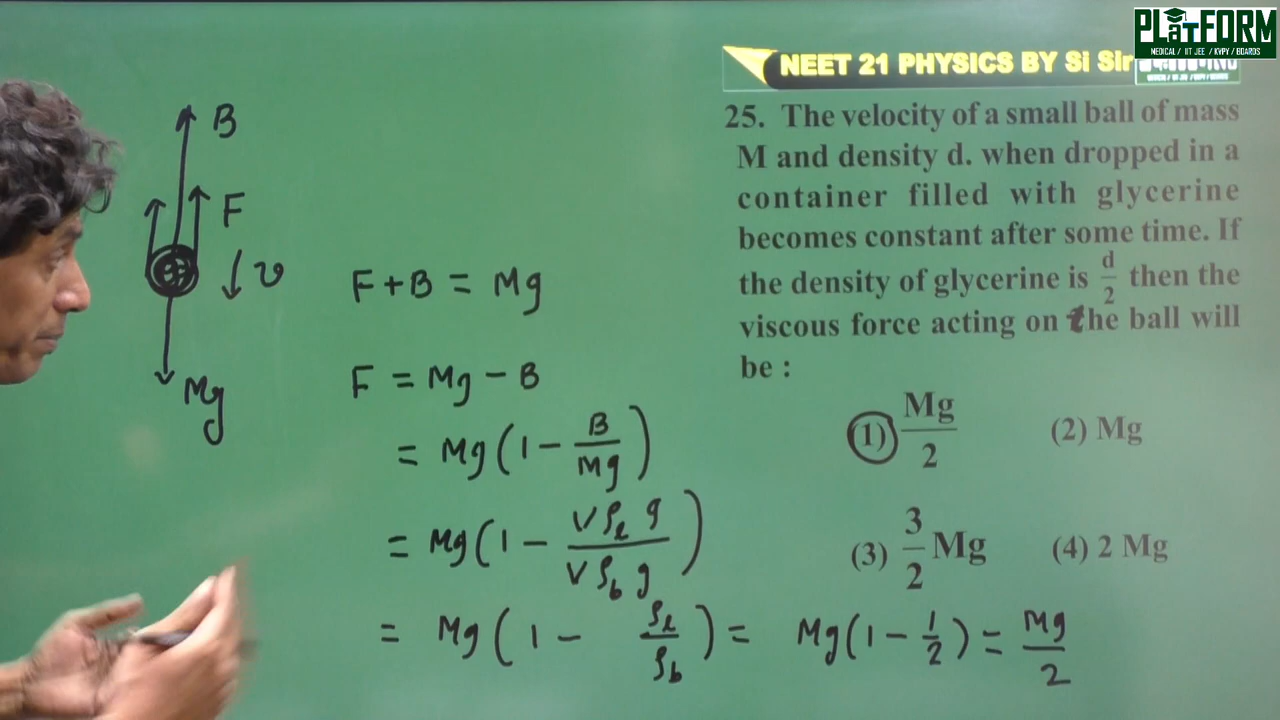 PLATFORM
MEDICAL / IIT JEE / KVPY / BOARDS
NEET 21 PHYSICS BY Si Sir
25. The velocity of a small ball of mass
M and density d. when dropped in a
container filled with glycerine
becomes constant after some time. If
the density of glycerine is d/2 then the
viscous force acting on the ball will
be :
(1) Mg/2 (2) Mg
(3) 3/2 Mg (4) 2 Mg
B
F
v
Mg
F+B = Mg
F = Mg - B
= Mg(1 - B/Mg)
= Mg(1 - Vρ_l g/Vρ_b g)
= Mg(1 - ρ_l/ρ_b) = Mg(1 - 1/2) = Mg/2